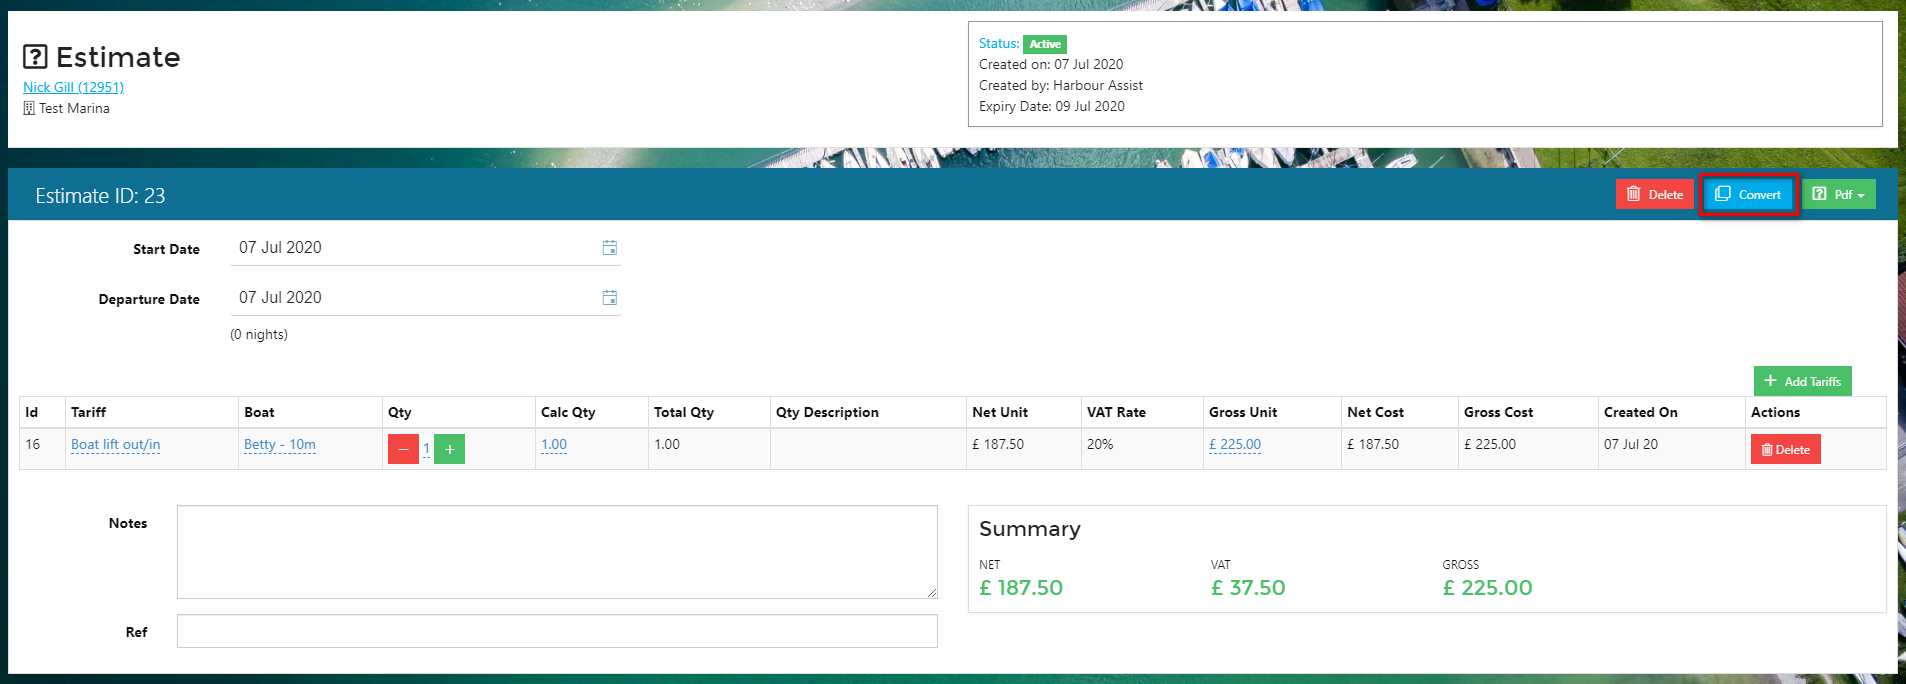 Estimate
Nick Gill (12951)
Test Marina
Status: Active
Created on: 07 Jul 2020
Created by: Harbour Assist
Expiry Date: 09 Jul 2020
Estimate ID: 23
Delete
Convert
Pdf
Start Date 07 Jul 2020
Departure Date 07 Jul 2020
(0 nights)
+ Add Tariffs
Id Tariff Boat Qty Calc Qty Total Qty Qty Description Net Unit VAT Rate Gross Unit Net Cost Gross Cost Created On Actions
16 Boat lift out/in Betty - 10m − 1 + 1.00 1.00 £ 187.50 20% £ 225.00 £ 187.50 £ 225.00 07 Jul 20 Delete
Notes
Ref
Summary
NET VAT GROSS
£ 187.50 £ 37.50 £ 225.00